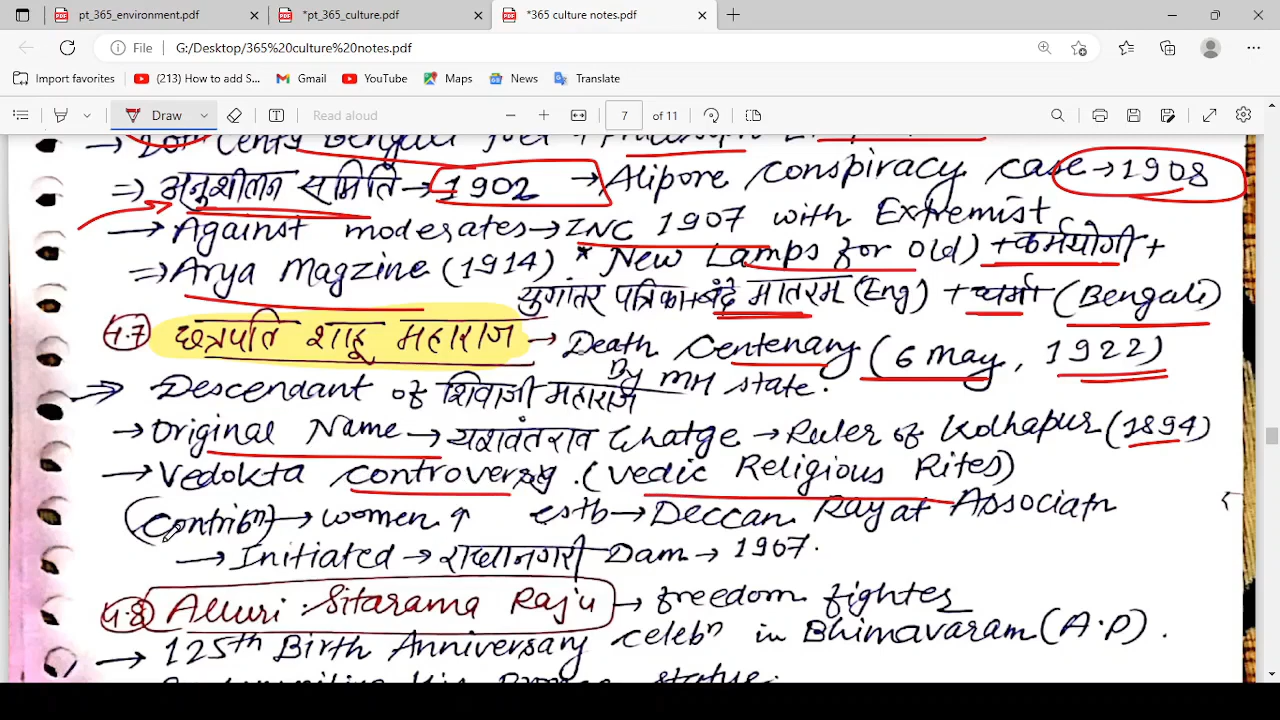 pt_365_environment.pdf
*pt_365_culture.pdf
*365 culture notes.pdf
File
G:/Desktop/365%20culture%20notes.pdf
Import favorites
(213) How to add S...
Gmail
YouTube
Maps
News
Translate
Draw
Read aloud
7
of 11
→ 20th Centy Bengali Poet +
⇒ अनुशीलन समिति → 1902 → Alipore Conspiracy Case → 1908
→ Against moderates → INC 1907 with Extremist
⇒ Arya Magzine (1914) * New Lamps for Old) + कर्मयोगी +
युगांतर पत्रिका + बंदे मातरम (Eng) + धर्मा (Bengali)
4.7 छत्रपति शाहू महाराज → Death Centenary (6 May, 1922)
By MH state.
→ Descendant of शिवाजी महाराज
→ Original Name → यशवंतराव Ghatge → Ruler of Kolhapur (1894)
→ Vedokta controversy. (Vedic Religious Rites)
(Contribn) → women ↑ estb → Deccan Rayat Associatn
→ Initiated → राधानगरी Dam → 1907.
4.8 Alluri Sitarama Raju → freedom fighter
→ 125th Birth Anniversary celebn in Bhimavaram (A.P).
statue.